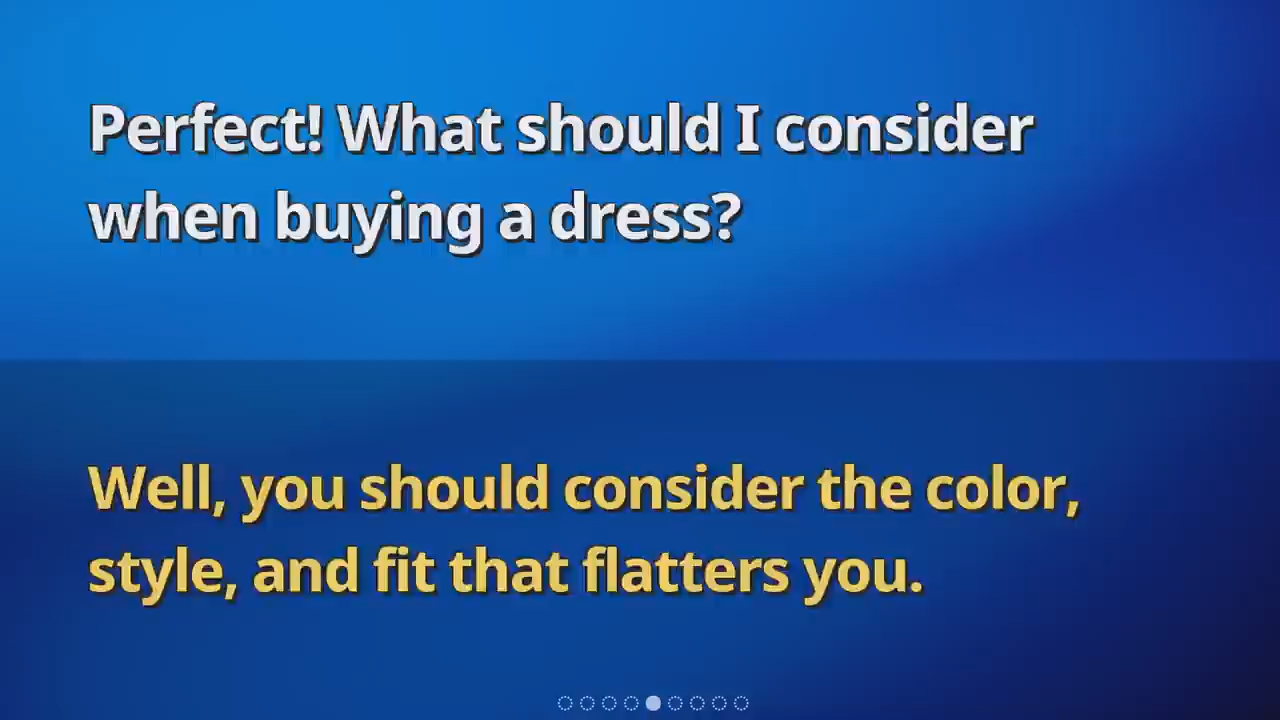 Perfect! What should I consider
when buying a dress?
Well, you should consider the color,
style, and fit that flatters you.